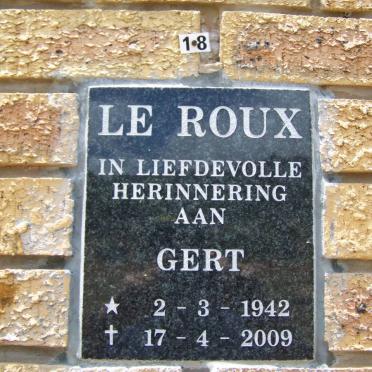 18
LE ROUX
IN LIEFDEVOLLE
HERINNERING
AAN
GERT
★ 2 - 3 - 1942
✝ 17 - 4 - 2009